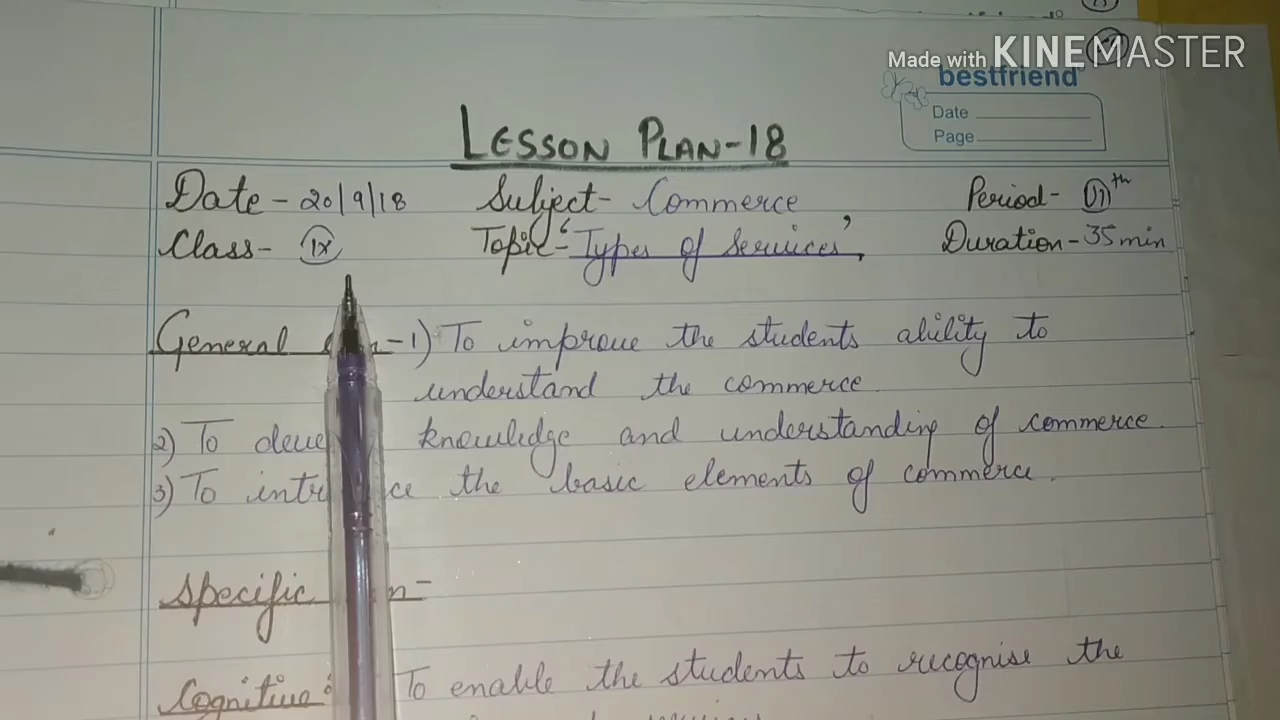 Made with KINEMASTER
bestfriend
Date
Page
LESSON PLAN-18
Date - 20/9/18 Subject- Commerce Period-
Class- IX Topic- "Types of Services" Duration - 35 min
General -1) To improve the students ability to
understand the commerce.
2) To knowledge and understanding of commerce.
3) To the basic elements of commerce.
Specific
Cognitive: To enable the students to recognise the